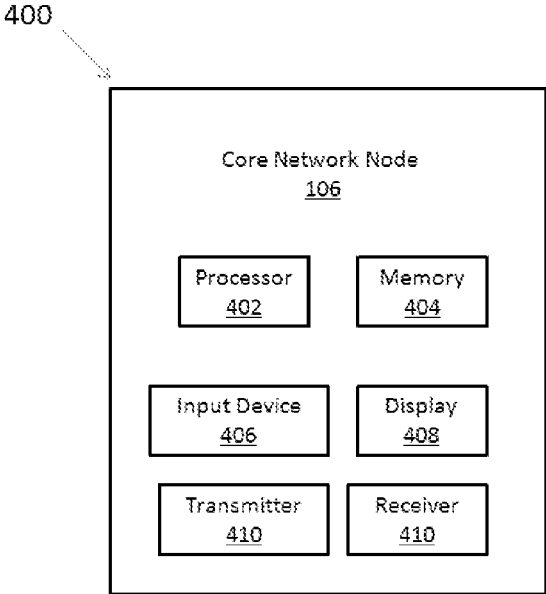 400
Core Network Node
106
Processor
402
Memory
404
Input Device
406
Display
408
Transmitter
410
Receiver
410